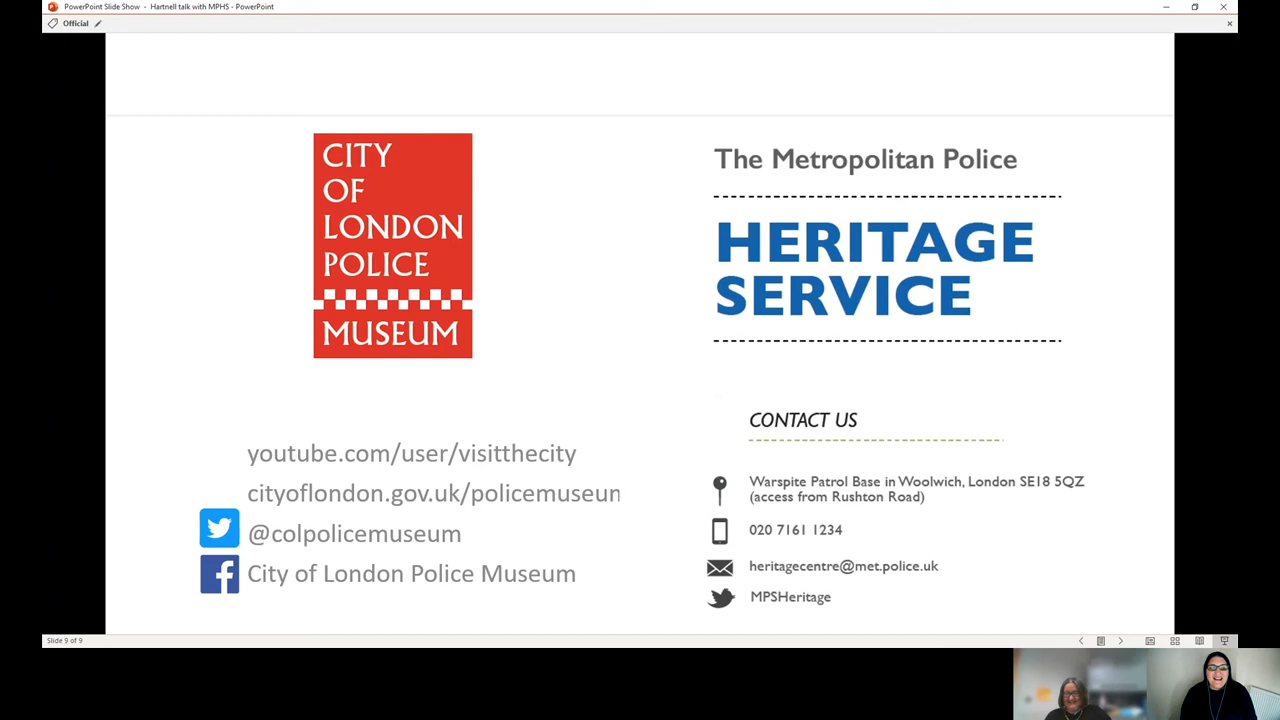 PowerPoint Slide Show - Hartnell talk with MPHS - PowerPoint
Official
CITY
OF
LONDON
POLICE
MUSEUM
youtube.com/user/visitthecity
cityoflondon.gov.uk/policemuseun
@colpolicemuseum
City of London Police Museum
The Metropolitan Police
HERITAGE
SERVICE
CONTACT US
Warspite Patrol Base in Woolwich, London SE18 5QZ
(access from Rushton Road)
020 7161 1234
heritagecentre@met.police.uk
MPSHeritage
Slide 9 of 9